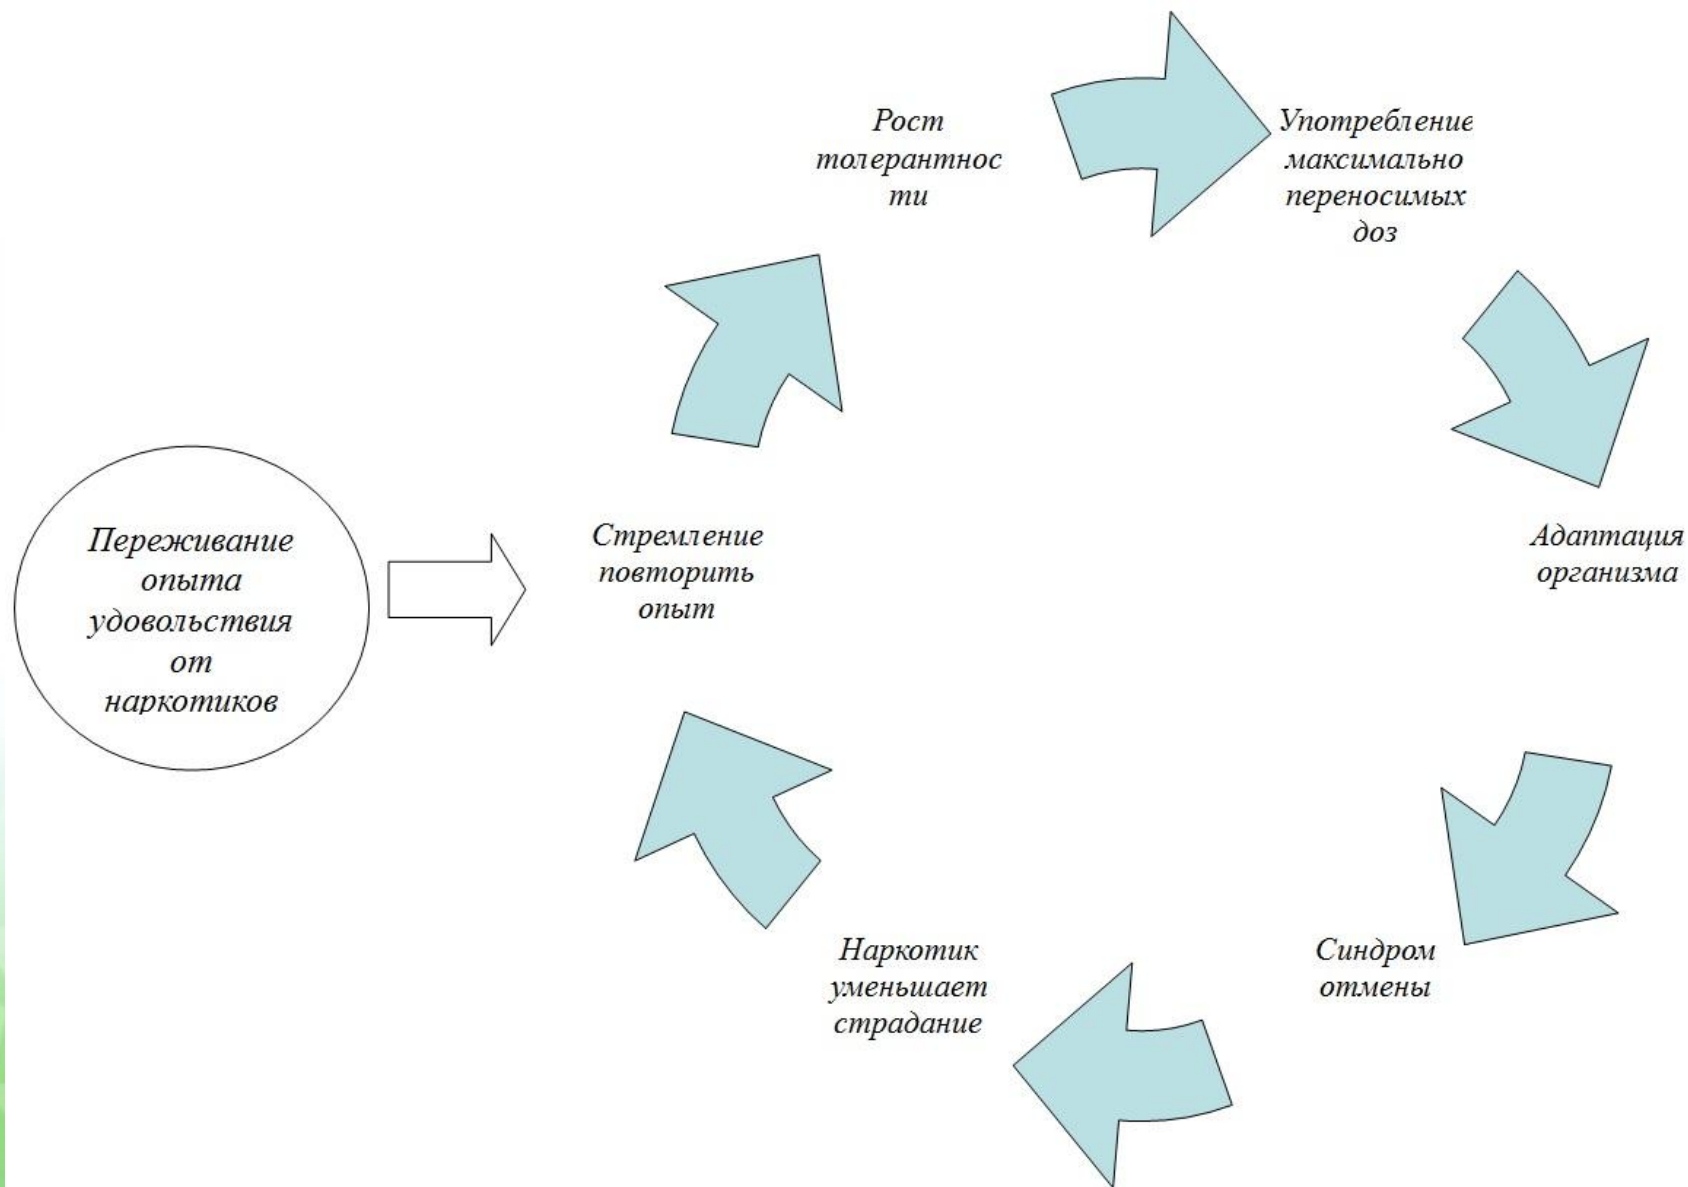 Переживание
опыта
удовольствия
от
наркотиков
Стремление
повторить
опыт
Рост
толерантнос
ти
Употребление
максимально
переносимых
доз
Адаптация
организма
Синдром
отмены
Наркотик
уменьшает
страдание